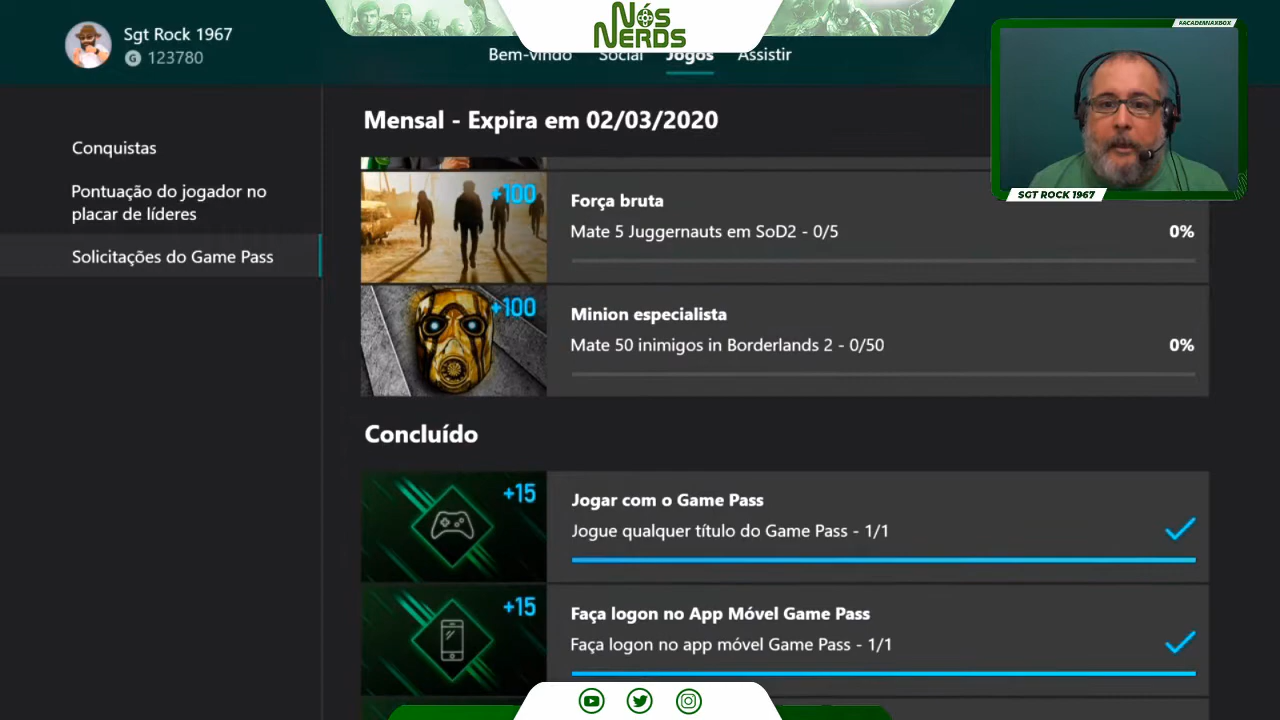 Sgt Rock 1967
G 123780
NÓS
NERDS
Bem-vindo Social Jogos Assistir
#ACADEMIAXBOX
SGT ROCK 1967
Conquistas
Pontuação do jogador no
placar de líderes
Solicitações do Game Pass
Mensal - Expira em 02/03/2020
+100
Força bruta
Mate 5 Juggernauts em SoD2 - 0/5
0%
+100
Minion especialista
Mate 50 inimigos in Borderlands 2 - 0/50
0%
Concluído
+15
Jogar com o Game Pass
Jogue qualquer título do Game Pass - 1/1
+15
Faça logon no App Móvel Game Pass
Faça logon no app móvel Game Pass - 1/1